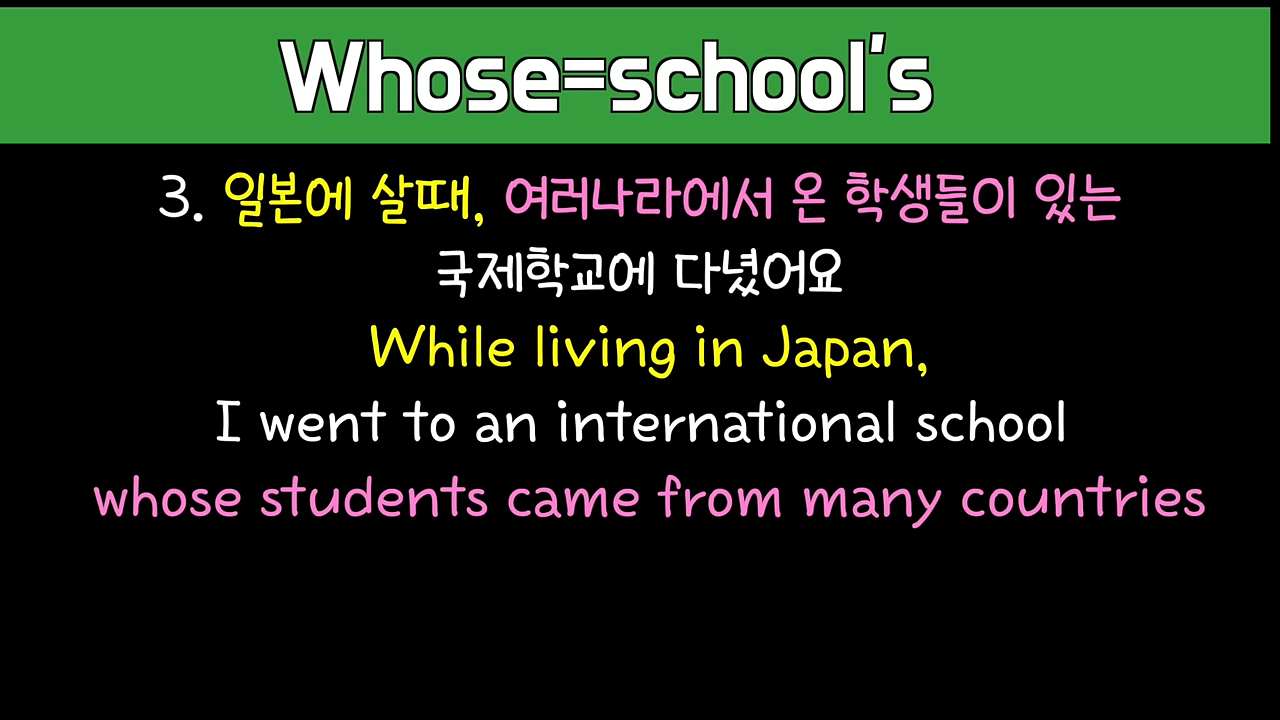 Whose=school's
3. 일본에 살때, 여러나라에서 온 학생들이 있는
국제학교에 다녔어요
While living in Japan,
I went to an international school
whose students came from many countries